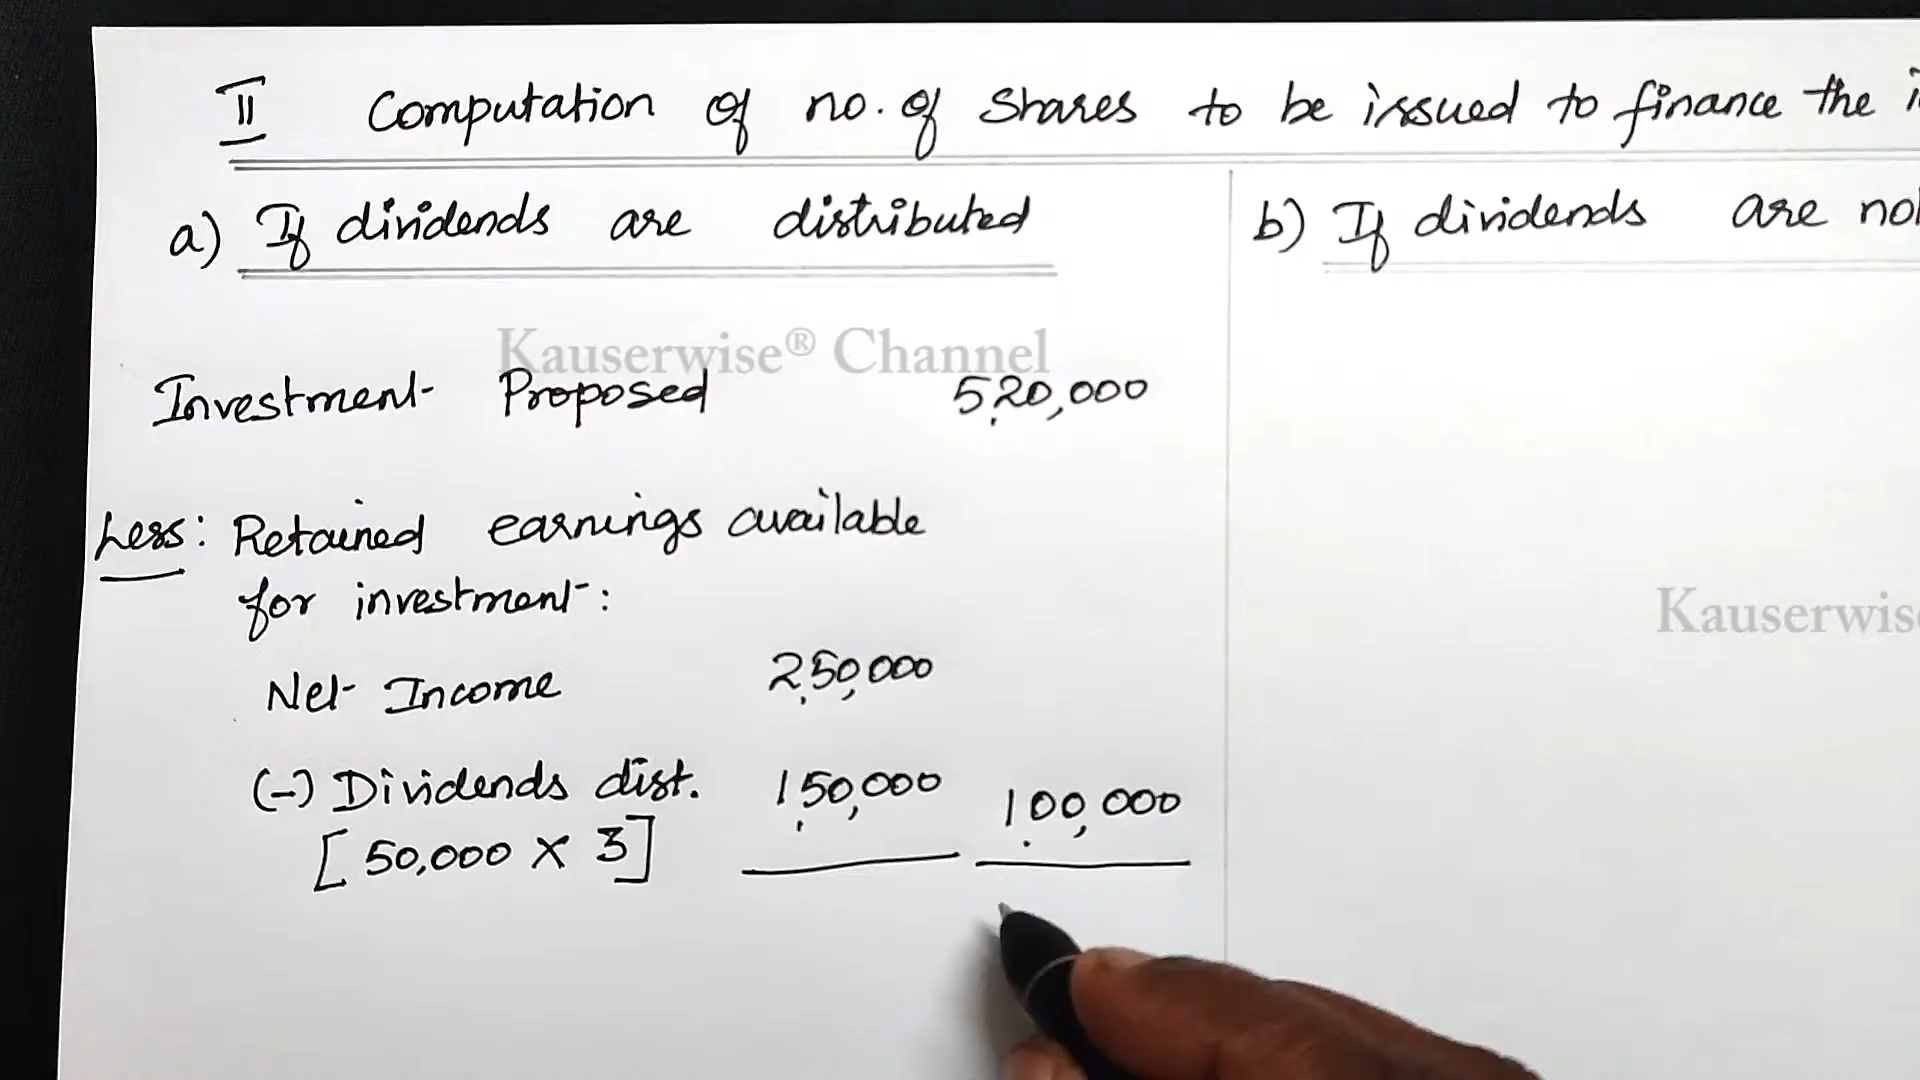 II Computation of no. of shares to be issued to finance the
a) If dividends are distributed
b) If dividends are
Kauserwise® Channel
Investment Proposed 5,20,000
Less: Retained earnings available
for investment:
Kauserwise
Net Income 2,50,000
(-) Dividends dist. 1,50,000 1,00,000
[50,000 X 3]